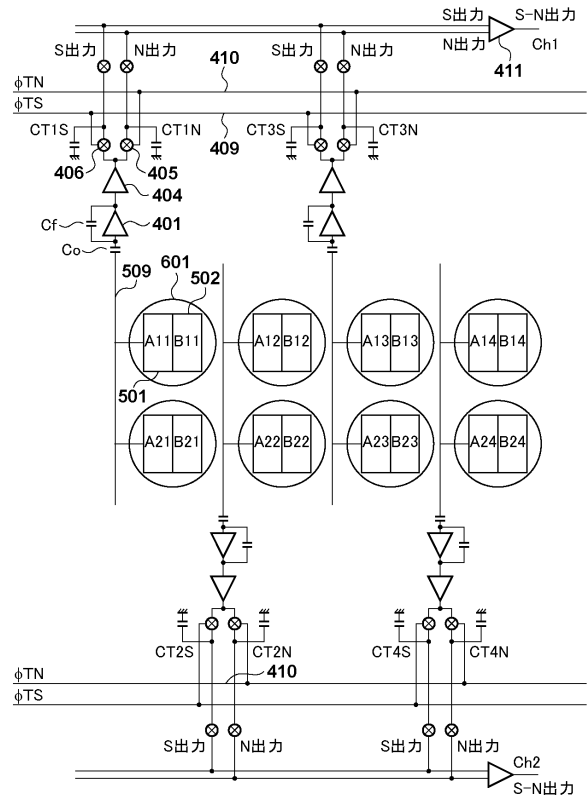 S出力 S-N出力
N出力 Ch1
411
S出力 N出力 S出力 N出力
410
φTN
φTS
CT1S CT1N 409 CT3S CT3N
406 405
404
Cf 401
Co
509 601 502
A11 B11 A12 B12 A13 B13 A14 B14
501
A21 B21 A22 B22 A23 B23 A24 B24
CT2S CT2N CT4S CT4N
φTN 410
φTS
S出力 N出力 S出力 N出力
Ch2
S-N出力